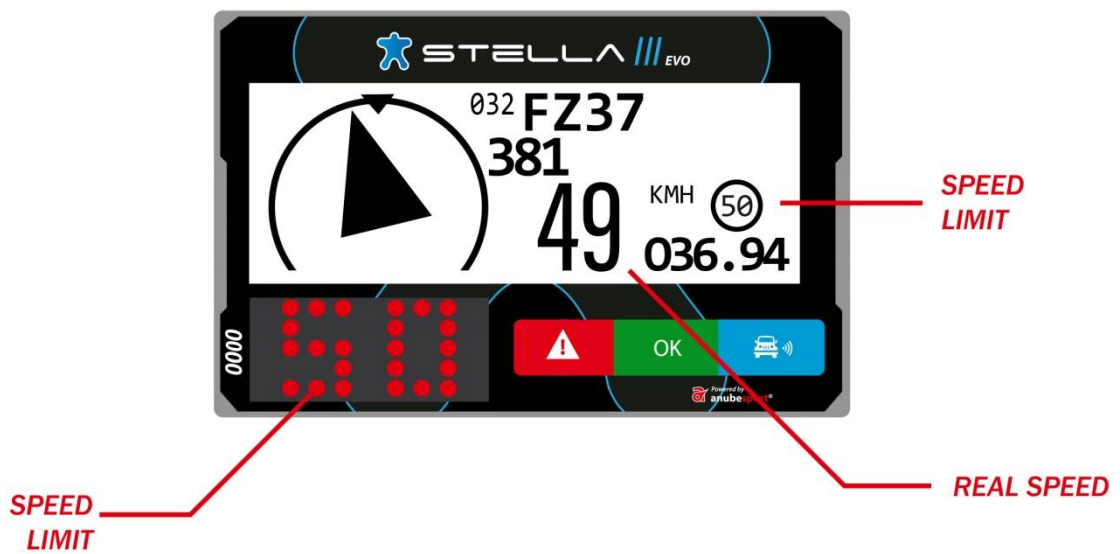 STELLA III EVO
032 FZ37
381
49 KMH 50
036.94
SPEED
LIMIT
0000
50
OK
Powered by
anubesport®
REAL SPEED
SPEED
LIMIT